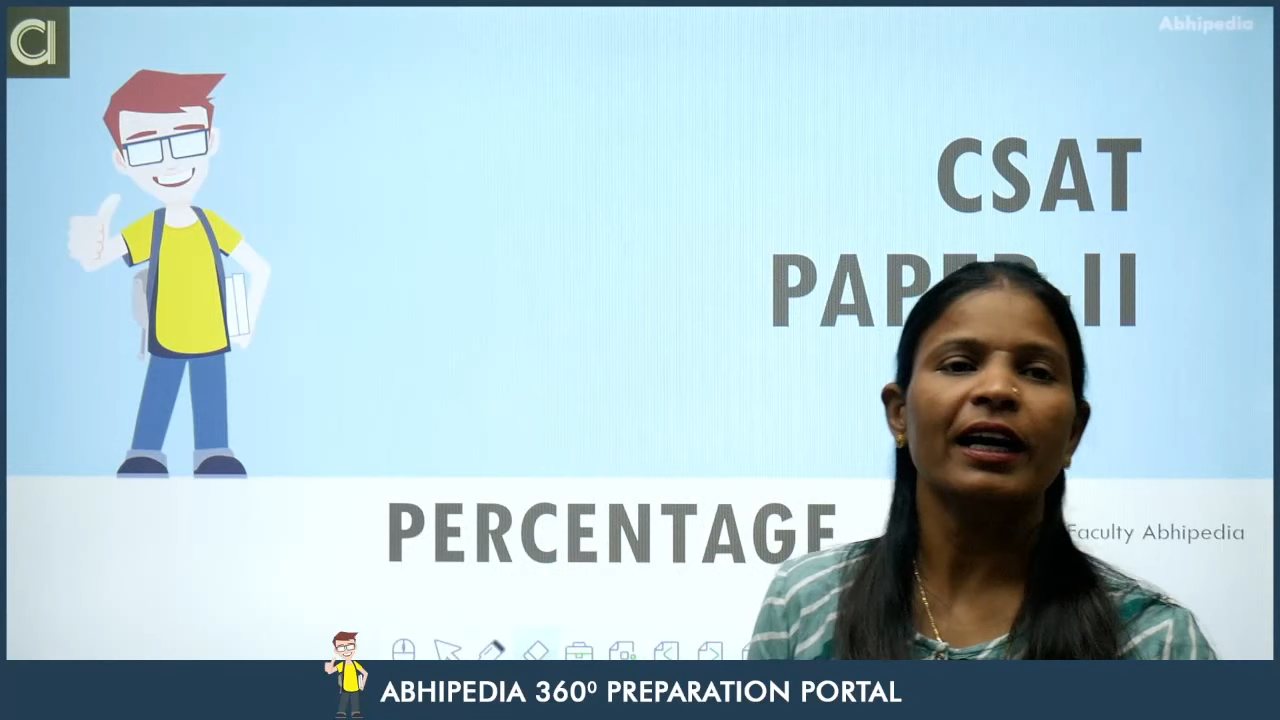 a
Abhipedia
CSAT
PAPER-II
PERCENTAGE
Faculty Abhipedia
ABHIPEDIA 360⁰ PREPARATION PORTAL